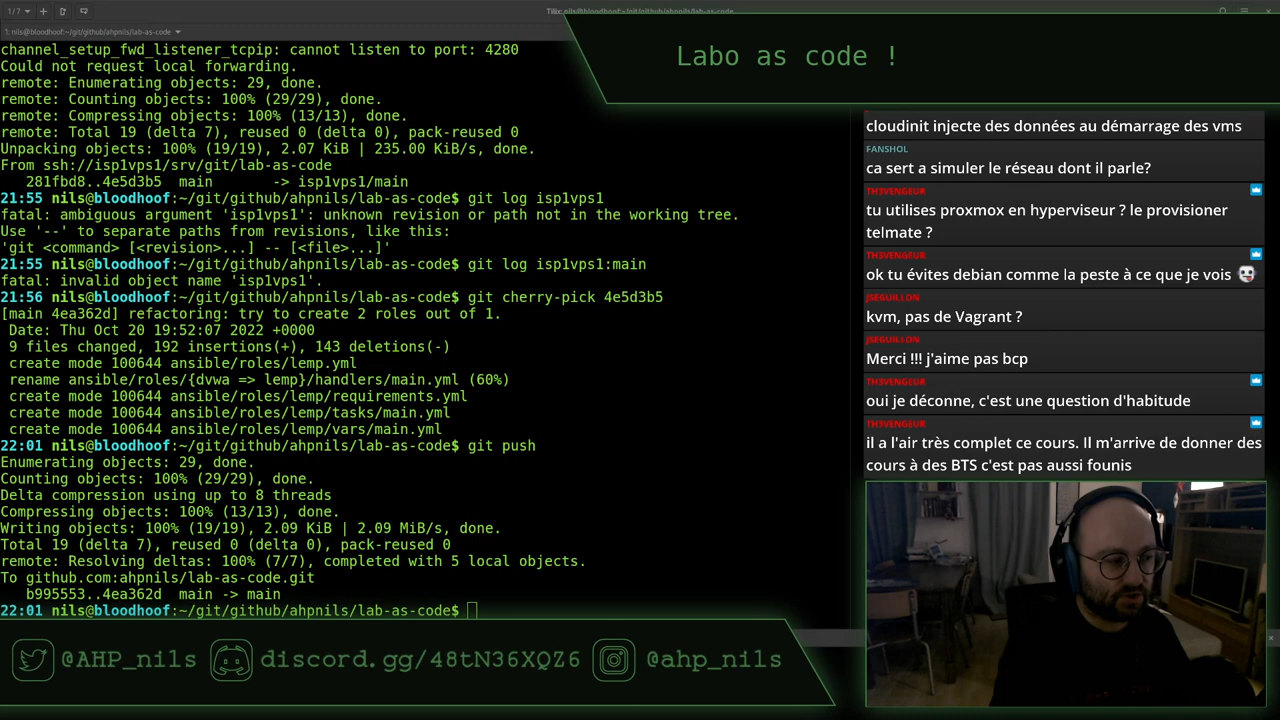 1/7
1: nils@bloodhoof:~/git/github/ahpnils/lab-as-code
Labo as code !
channel_setup_fwd_listener_tcpip: cannot listen to port: 4280
Could not request local forwarding.
remote: Enumerating objects: 29, done.
remote: Counting objects: 100% (29/29), done.
remote: Compressing objects: 100% (13/13), done.
remote: Total 19 (delta 7), reused 0 (delta 0), pack-reused 0
Unpacking objects: 100% (19/19), 2.07 KiB | 235.00 KiB/s, done.
From ssh://isp1vps1/srv/git/lab-as-code
281fbd8..4e5d3b5  main       -> isp1vps1/main
21:55 nils@bloodhoof:~/git/github/ahpnils/lab-as-code$ git log isp1vps1
fatal: ambiguous argument 'isp1vps1': unknown revision or path not in the working tree.
Use '--' to separate paths from revisions, like this:
'git <command> [<revision>...] -- [<file>...]'
21:55 nils@bloodhoof:~/git/github/ahpnils/lab-as-code$ git log isp1vps1:main
fatal: invalid object name 'isp1vps1'.
21:56 nils@bloodhoof:~/git/github/ahpnils/lab-as-code$ git cherry-pick 4e5d3b5
[main 4ea362d] refactoring: try to create 2 roles out of 1.
Date: Thu Oct 20 19:52:07 2022 +0000
9 files changed, 192 insertions(+), 143 deletions(-)
create mode 100644 ansible/roles/lemp.yml
rename ansible/roles/{dvwa => lemp}/handlers/main.yml (60%)
create mode 100644 ansible/roles/lemp/requirements.yml
create mode 100644 ansible/roles/lemp/tasks/main.yml
create mode 100644 ansible/roles/lemp/vars/main.yml
22:01 nils@bloodhoof:~/git/github/ahpnils/lab-as-code$ git push
Enumerating objects: 29, done.
Counting objects: 100% (29/29), done.
Delta compression using up to 8 threads
Compressing objects: 100% (13/13), done.
Writing objects: 100% (19/19), 2.09 KiB | 2.09 MiB/s, done.
Total 19 (delta 7), reused 0 (delta 0), pack-reused 0
remote: Resolving deltas: 100% (7/7), completed with 5 local objects.
To github.com:ahpnils/lab-as-code.git
b995553..4ea362d  main -> main
22:01 nils@bloodhoof:~/git/github/ahpnils/lab-as-code$
cloudinit injecte des données au démarrage des vms
FANSHOL
ca sert a simuler le réseau dont il parle?
TH3VENGEUR
tu utilises proxmox en hyperviseur ? le provisioner
telmate ?
TH3VENGEUR
ok tu évites debian comme la peste à ce que je vois
JSEGUILLON
kvm, pas de Vagrant ?
JSEGUILLON
Merci !!! j'aime pas bcp
TH3VENGEUR
oui je déconne, c'est une question d'habitude
TH3VENGEUR
il a l'air très complet ce cours. Il m'arrive de donner des
cours à des BTS c'est pas aussi founis
@AHP_nils
discord.gg/48tN36XQZ6
@ahp_nils